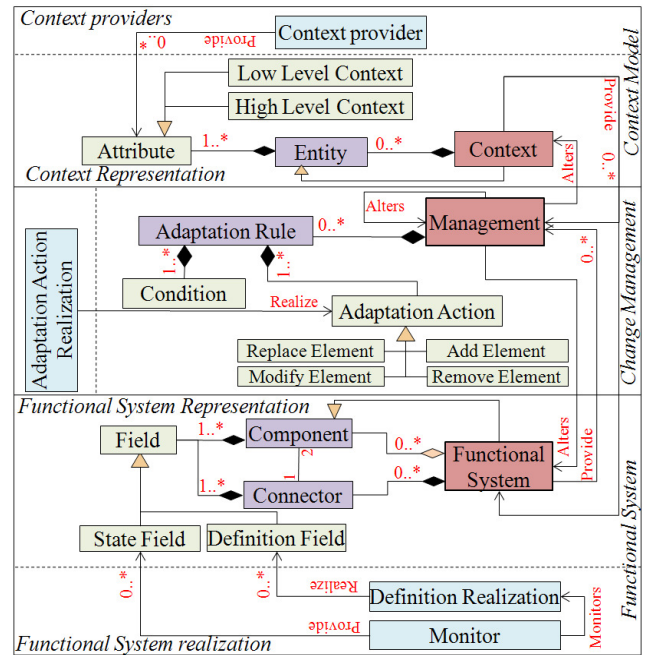 Context providers
Provide
0..*
Context provider
Low Level Context
High Level Context
Attribute
1..*
Entity
0..*
Context
Provide
0..*
Alters
Context Representation
Context Model
Adaptation Action
Realization
Adaptation Rule
0..*
Alters
Management
0..*
1..*
1..*
Condition
Realize
Adaptation Action
Replace Element
Add Element
Modify Element
Remove Element
Change Management
Functional System Representation
Field
1..*
Component
0..*
Functional
System
Alters
Provide
2
1
1..*
Connector
0..*
State Field
Definition Field
Functional System
0..*
0..*
Realize
Definition Realization
Provide
Monitor
Monitors
Functional System realization